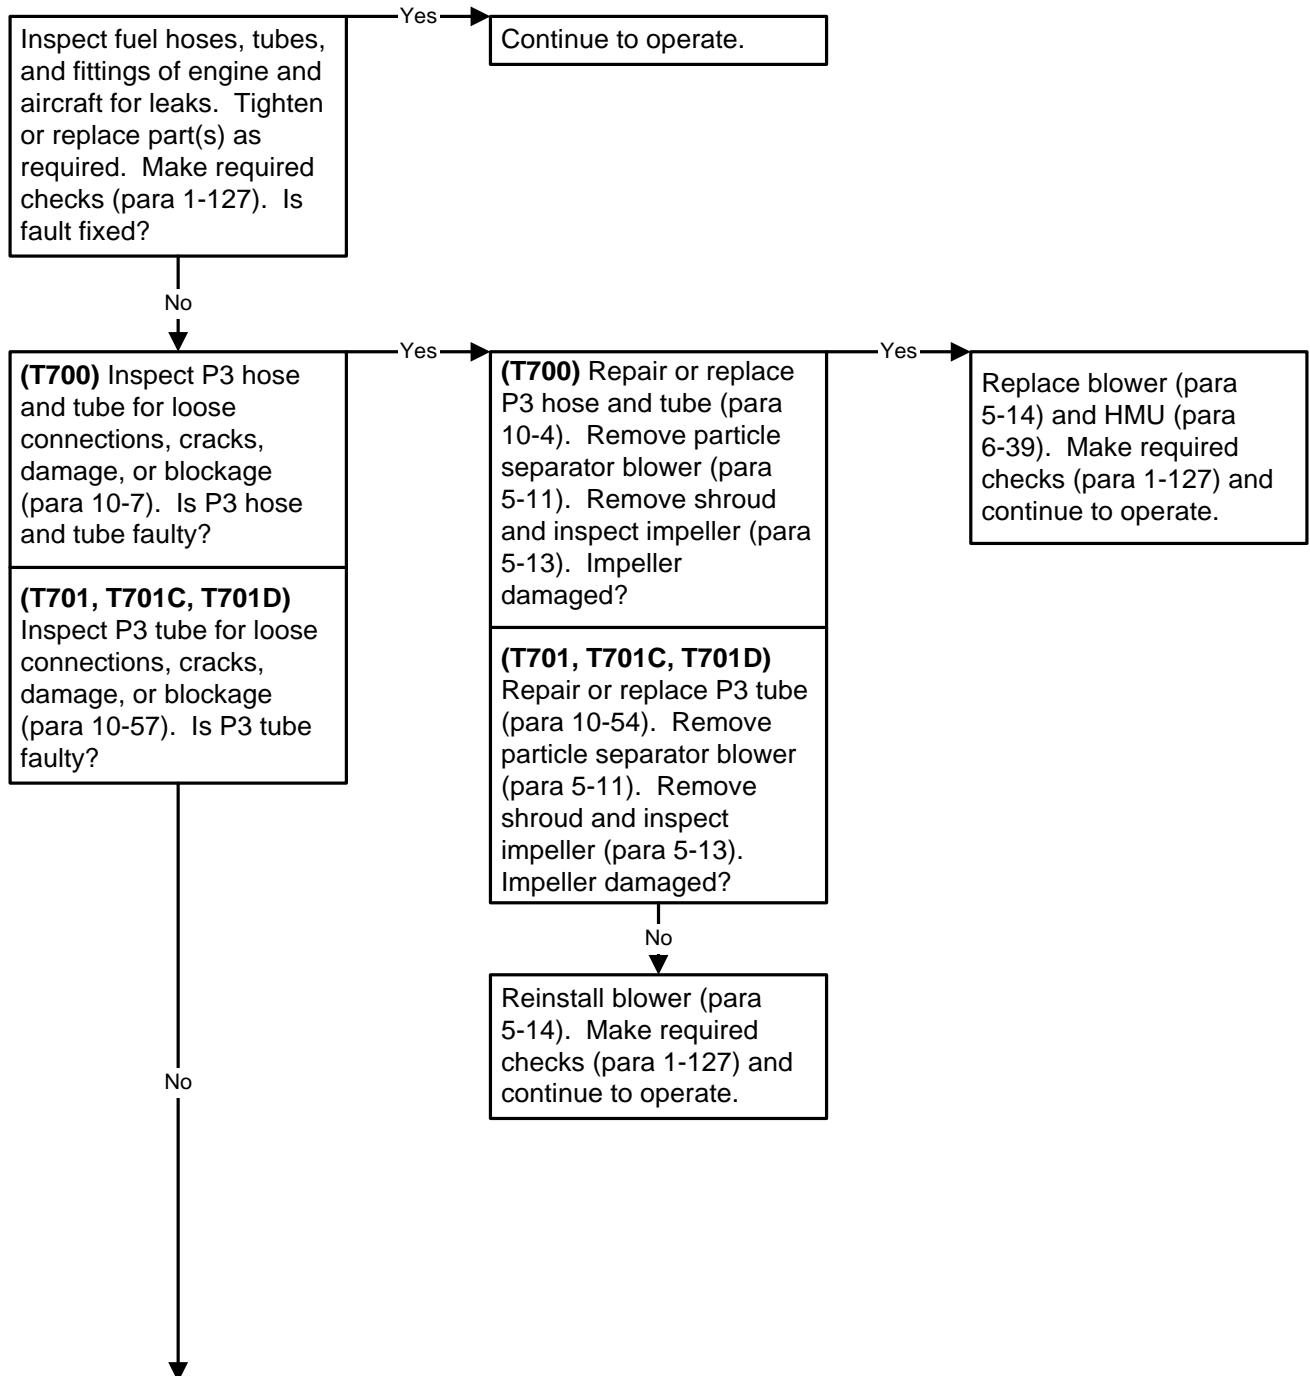 Inspect fuel hoses, tubes,
and fittings of engine and
aircraft for leaks.  Tighten
or replace part(s) as
required.  Make required
checks (para 1-127).  Is
fault fixed?
Yes
Continue to operate.
No
(T700) Inspect P3 hose
and tube for loose
connections, cracks,
damage, or blockage
(para 10-7).  Is P3 hose
and tube faulty?
(T701, T701C, T701D)
Inspect P3 tube for loose
connections, cracks,
damage, or blockage
(para 10-57).  Is P3 tube
faulty?
Yes
(T700) Repair or replace
P3 hose and tube (para
10-4).  Remove particle
separator blower (para
5-11).  Remove shroud
and inspect impeller (para
5-13).  Impeller
damaged?
(T701, T701C, T701D)
Repair or replace P3 tube
(para 10-54).  Remove
particle separator blower
(para 5-11).  Remove
shroud and inspect
impeller (para 5-13).
Impeller damaged?
Yes
Replace blower (para
5-14) and HMU (para
6-39).  Make required
checks (para 1-127) and
continue to operate.
No
Reinstall blower (para
5-14).  Make required
checks (para 1-127) and
continue to operate.
No